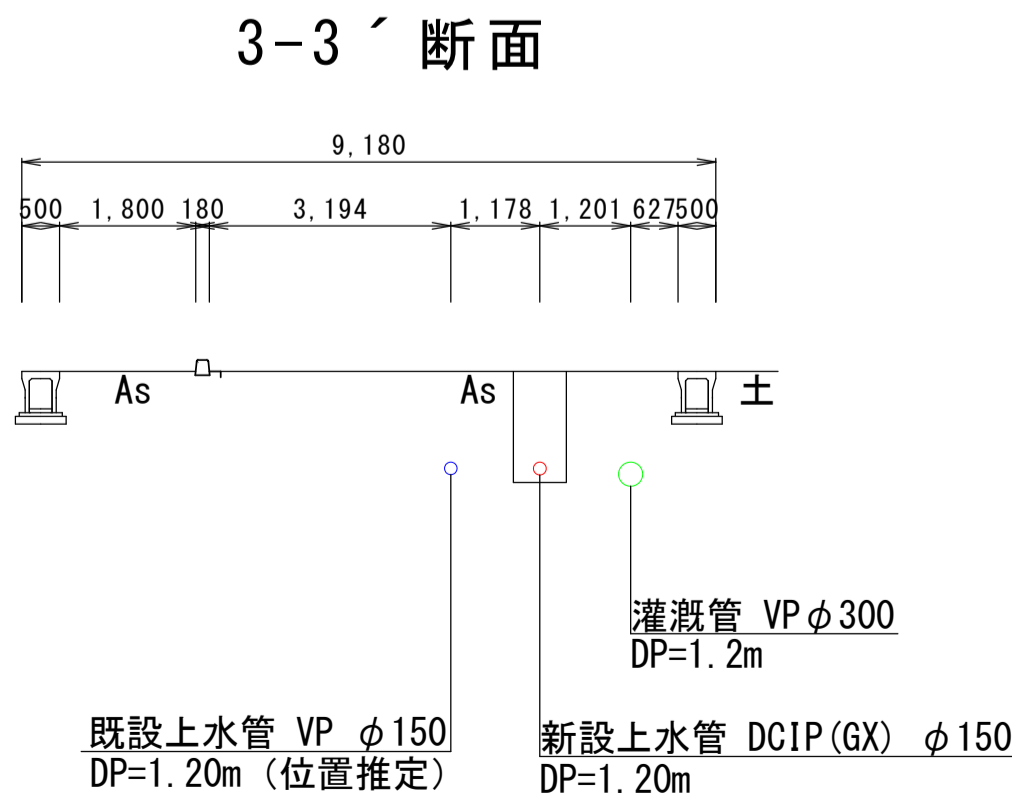 3-3´断面
9,180
500 1,800 180 3,194 1,178 1,201 627 500
As As 土
灌漑管 VPφ300
DP=1.2m
既設上水管 VP φ150
DP=1.20m (位置推定)
新設上水管 DCIP(GX) φ150
DP=1.20m